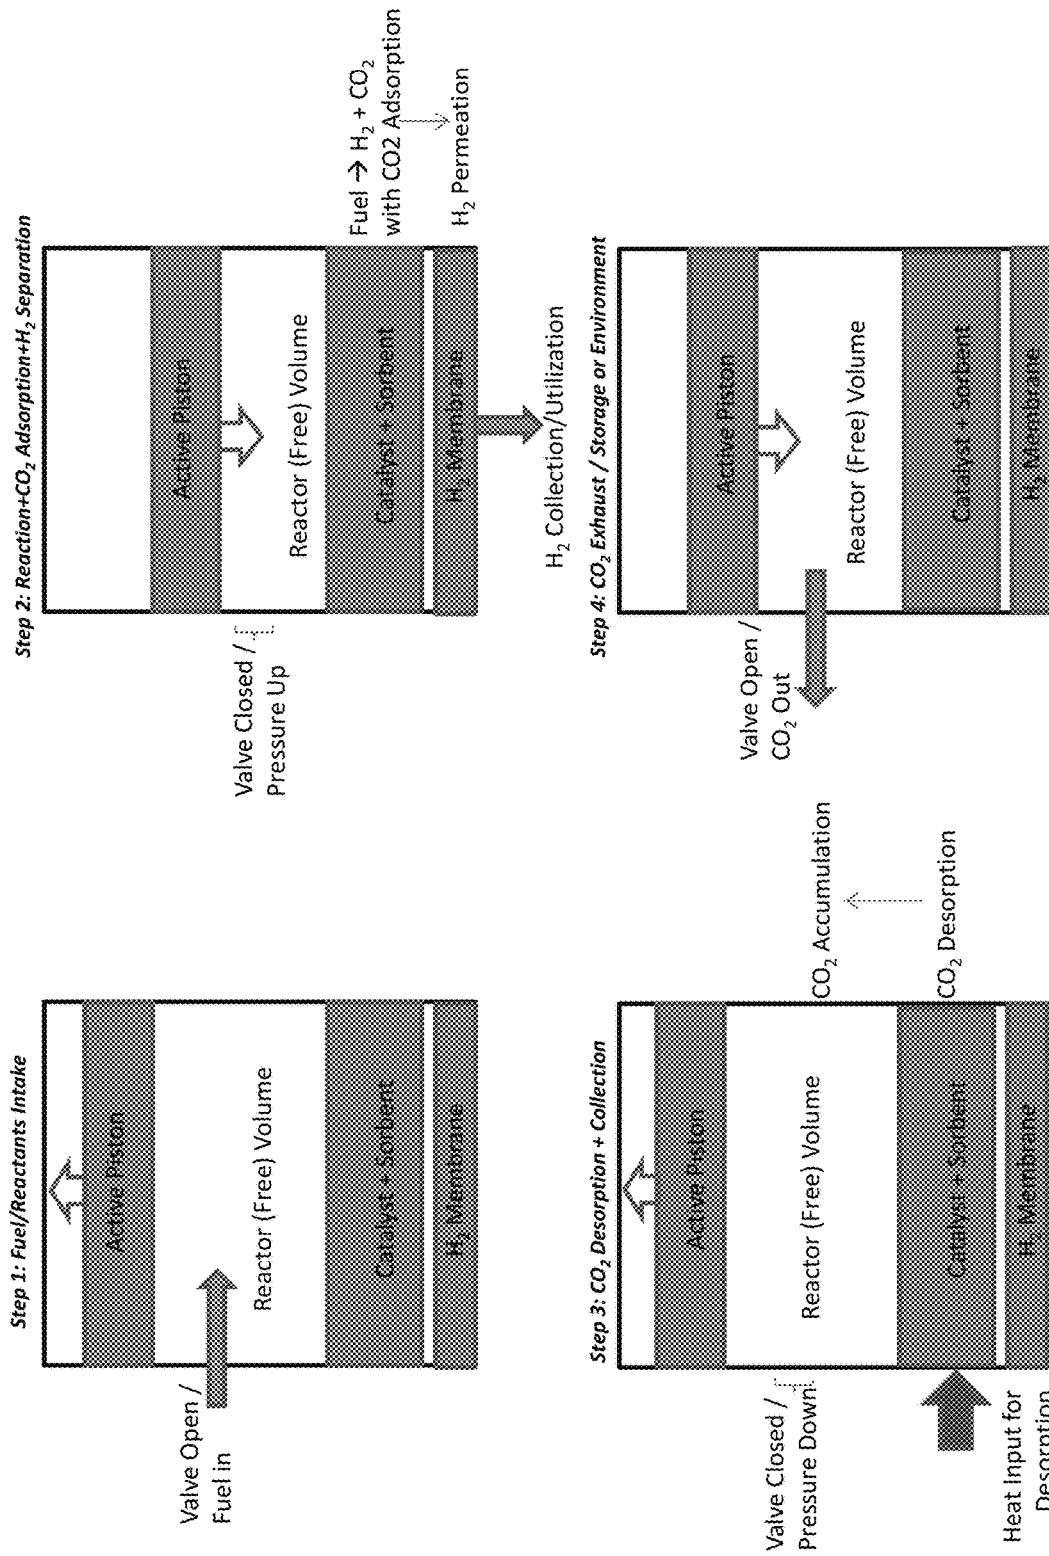 Step 1: Fuel/Reactants Intake
Valve Open /
Fuel in
Active Piston
Reactor (Free) Volume
Catalyst + Sorbent
H₂ Membrane
Step 2: Reaction+CO₂ Adsorption+H₂ Separation
Valve Closed /
Pressure Up
Active Piston
Reactor (Free) Volume
Catalyst + Sorbent
H₂ Membrane
Fuel → H₂ + CO₂
with CO2 Adsorption
H₂ Permeation
H₂ Collection/Utilization
Step 3: CO₂ Desorption + Collection
Valve Closed /
Pressure Down
Active Piston
Reactor (Free) Volume
Catalyst +Sorbent
H₂ Membrane
Heat Input for
Desorption
CO₂ Accumulation
CO₂ Desorption
Step 4: CO₂ Exhaust / Storage or Environment
Valve Open /
CO₂ Out
Active Piston
Reactor (Free) Volume
Catalyst + Sorbent
H₂ Membrane